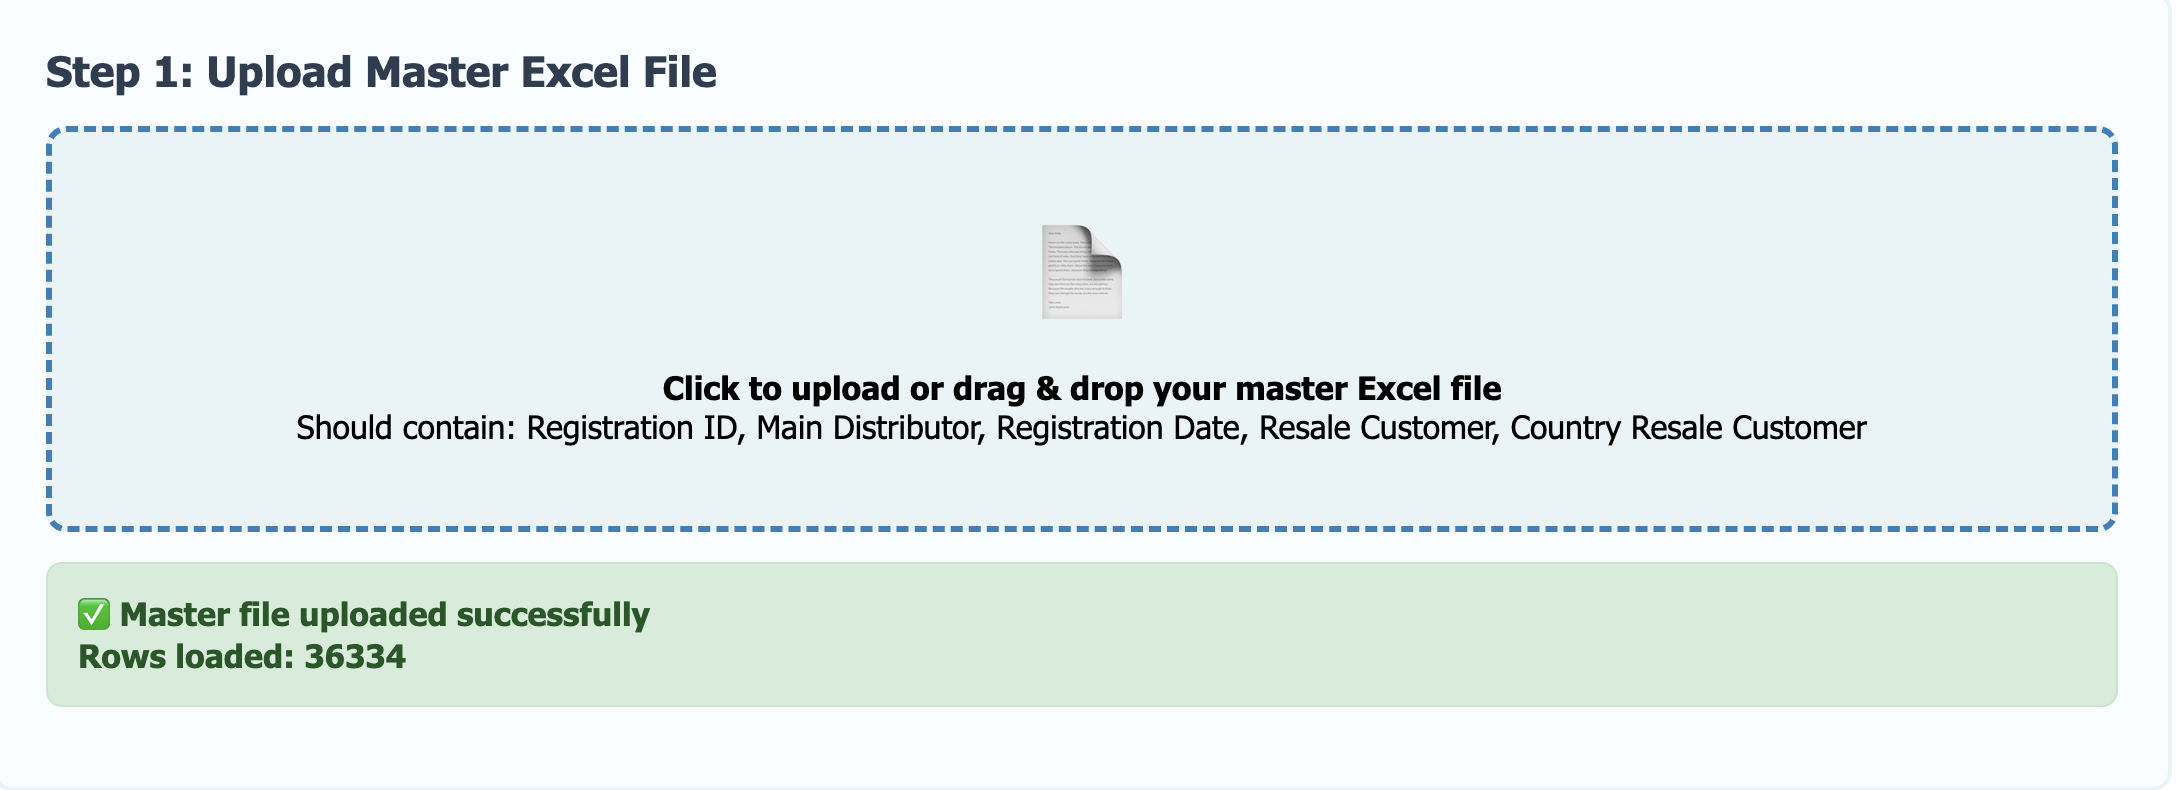 Step 1: Upload Master Excel File
Click to upload or drag & drop your master Excel file
Should contain: Registration ID, Main Distributor, Registration Date, Resale Customer, Country Resale Customer
✅ Master file uploaded successfully
Rows loaded: 36334